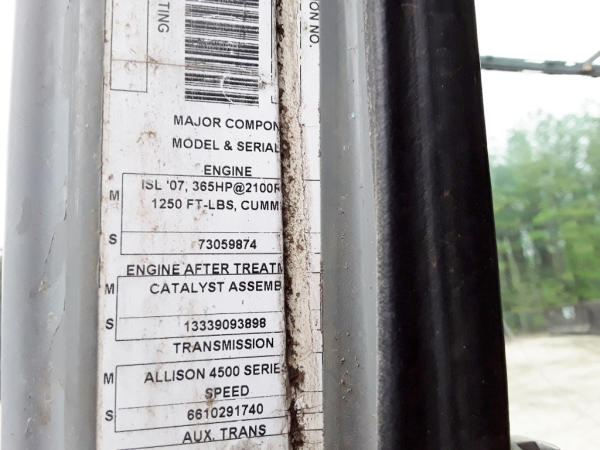 TING
ON NO.
MAJOR COMPON
MODEL & SERIAL
ENGINE
M ISL '07, 365HP@2100R
1250 FT-LBS, CUMMI
S 73059874
ENGINE AFTER TREATM
M CATALYST ASSEMB
S 13339093898
TRANSMISSION
M ALLISON 4500 SERIE
SPEED
S 6610291740
AUX. TRANS